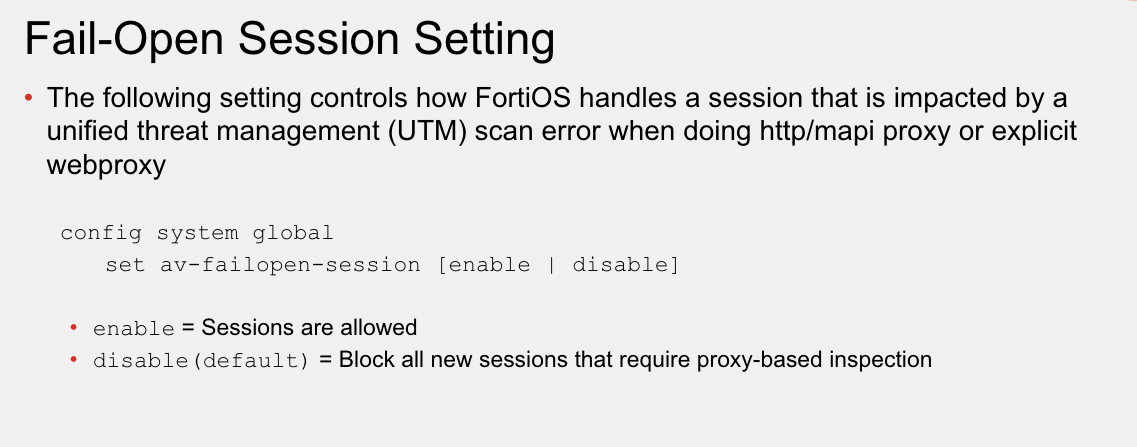 Fail-Open Session Setting
• The following setting controls how FortiOS handles a session that is impacted by a
unified threat management (UTM) scan error when doing http/mapi proxy or explicit
webproxy
config system global
set av-failopen-session [enable | disable]
• enable = Sessions are allowed
• disable(default) = Block all new sessions that require proxy-based inspection